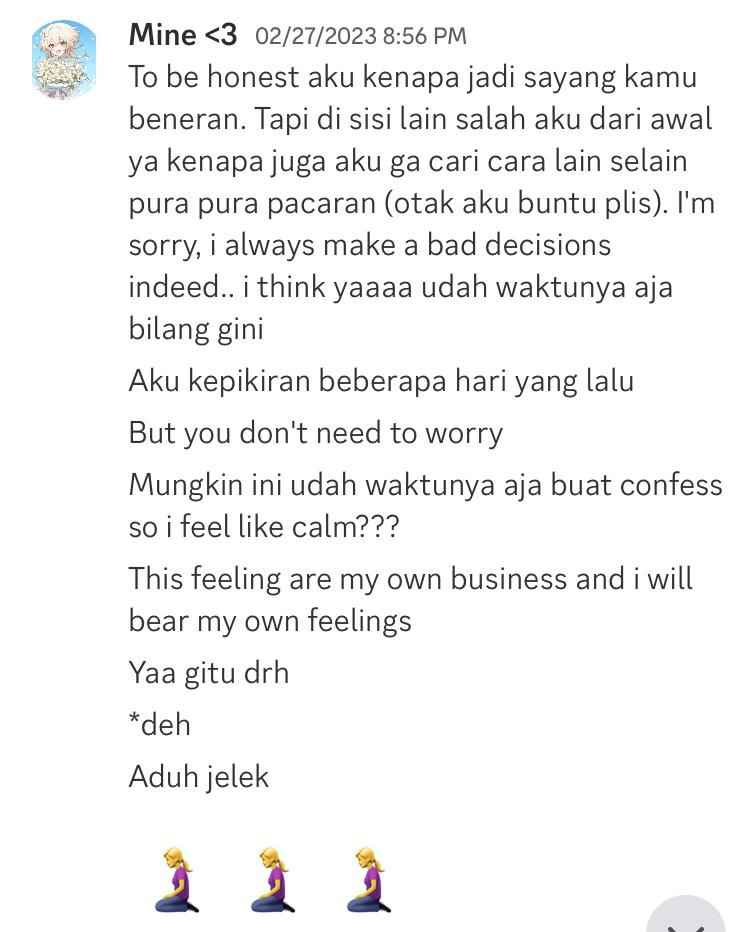 Mine <3 02/27/2023 8:56 PM
To be honest aku kenapa jadi sayang kamu
beneran. Tapi di sisi lain salah aku dari awal
ya kenapa juga aku ga cari cara lain selain
pura pura pacaran (otak aku buntu plis). I'm
sorry, i always make a bad decisions
indeed.. i think yaaaa udah waktunya aja
bilang gini
Aku kepikiran beberapa hari yang lalu
But you don't need to worry
Mungkin ini udah waktunya aja buat confess
so i feel like calm???
This feeling are my own business and i will
bear my own feelings
Yaa gitu drh
*deh
Aduh jelek